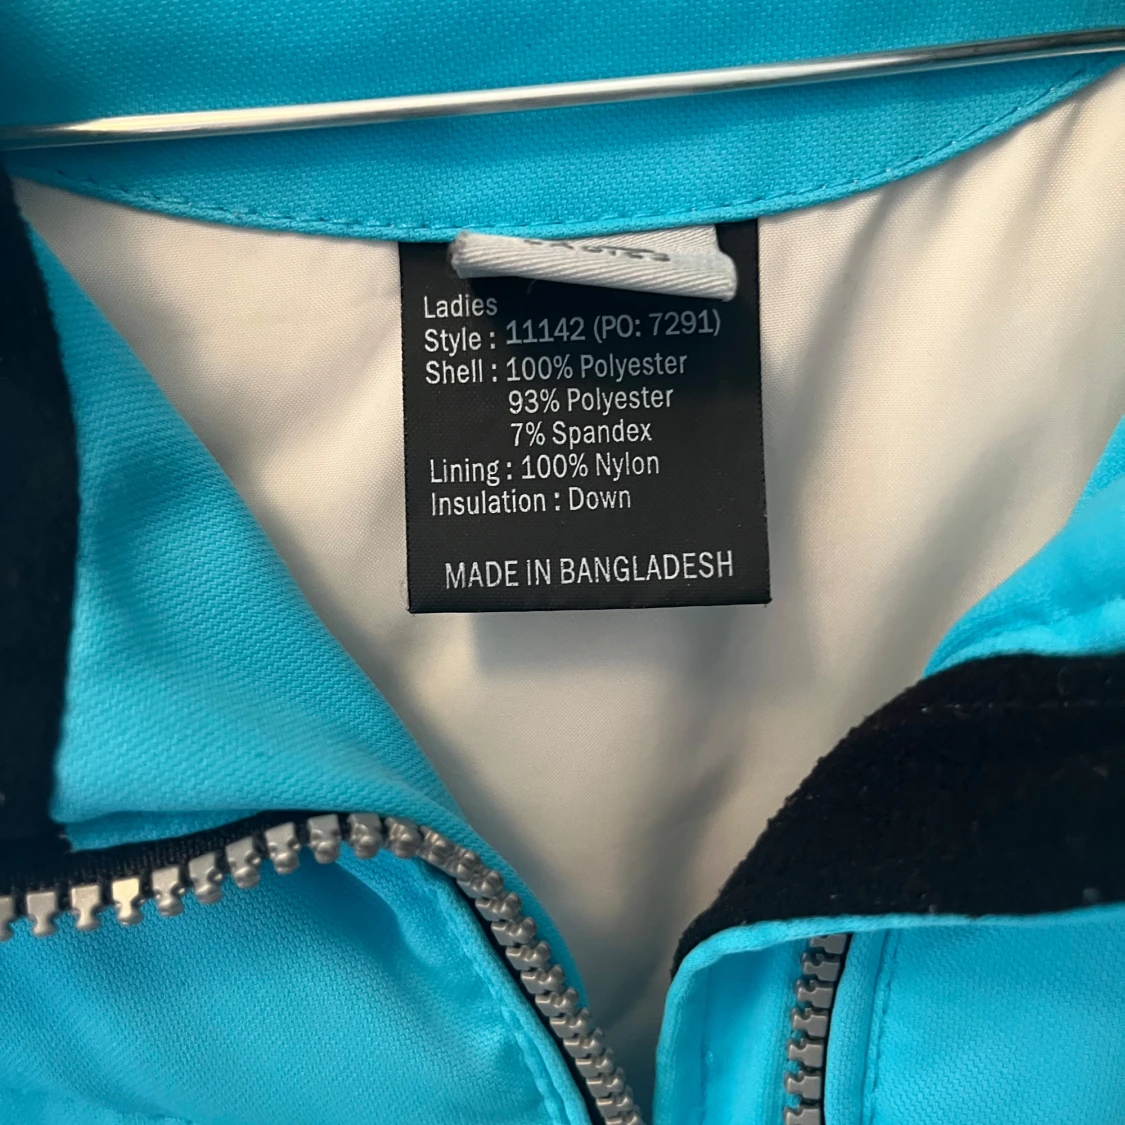 Ladies
Style : 11142 (PO: 7291)
Shell : 100% Polyester
93% Polyester
7% Spandex
Lining : 100% Nylon
Insulation : Down
MADE IN BANGLADESH